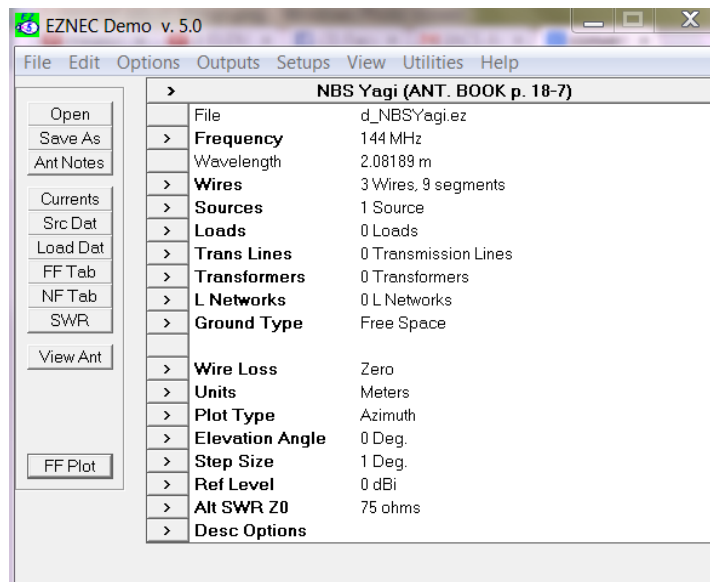 EZNEC Demo v. 5.0
File Edit Options Outputs Setups View Utilities Help
> NBS Yagi (ANT. BOOK p. 18-7)
Open
Save As
Ant Notes
Currents
Src Dat
Load Dat
FF Tab
NF Tab
SWR
View Ant
FF Plot
File d_NBSYagi.ez
> Frequency 144 MHz
Wavelength 2.08189 m
> Wires 3 Wires, 9 segments
> Sources 1 Source
> Loads 0 Loads
> Trans Lines 0 Transmission Lines
> Transformers 0 Transformers
> L Networks 0 L Networks
> Ground Type Free Space
> Wire Loss Zero
> Units Meters
> Plot Type Azimuth
> Elevation Angle 0 Deg.
> Step Size 1 Deg.
> Ref Level 0 dBi
> Alt SWR Z0 75 ohms
> Desc Options